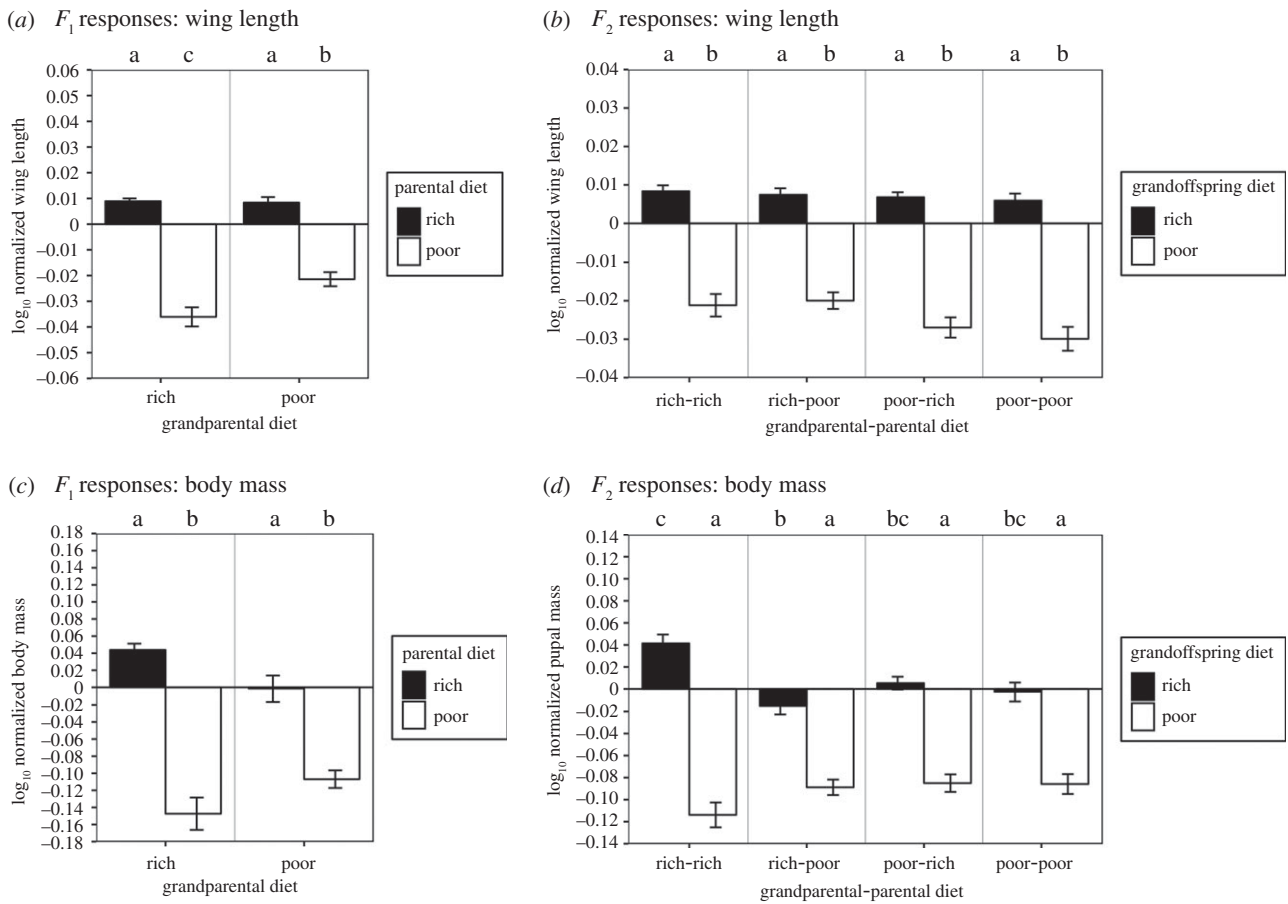 (a) F1 responses: wing length
a c a b
0.06
0.05
0.04
0.03
0.02
0.01
0
–0.01
–0.02
–0.03
–0.04
–0.05
–0.06
log10 normalized wing length
rich poor
grandparental diet
parental diet
rich
poor
(b) F2 responses: wing length
a b a b a b a b
0.04
0.03
0.02
0.01
0
–0.01
–0.02
–0.03
–0.04
log10 normalized wing length
rich-rich rich-poor poor-rich poor-poor
grandparental-parental diet
grandoffspring diet
rich
poor
(c) F1 responses: body mass
a b a b
0.18
0.16
0.14
0.12
0.10
0.08
0.06
0.04
0.02
0
–0.02
–0.04
–0.06
–0.08
–0.10
–0.12
–0.14
–0.16
–0.18
log10 normalized body mass
rich poor
grandparental diet
parental diet
rich
poor
(d) F2 responses: body mass
c a b a bc a bc a
0.14
0.12
0.10
0.08
0.06
0.04
0.02
0
–0.02
–0.04
–0.06
–0.08
–0.10
–0.12
–0.14
log10 normalized pupal mass
rich-rich rich-poor poor-rich poor-poor
grandparental-parental diet
grandoffspring diet
rich
poor